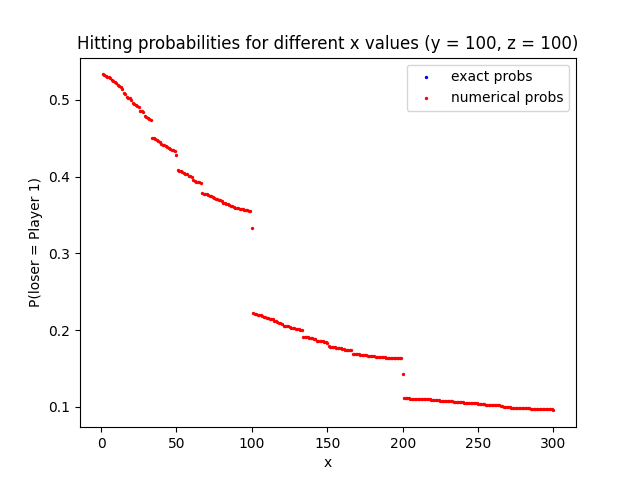 Hitting probabilities for different x values (y = 100, z = 100)
exact probs
numerical probs
P(loser = Player 1)
0.5
0.4
0.3
0.2
0.1
0
50
100
150
200
250
300
x